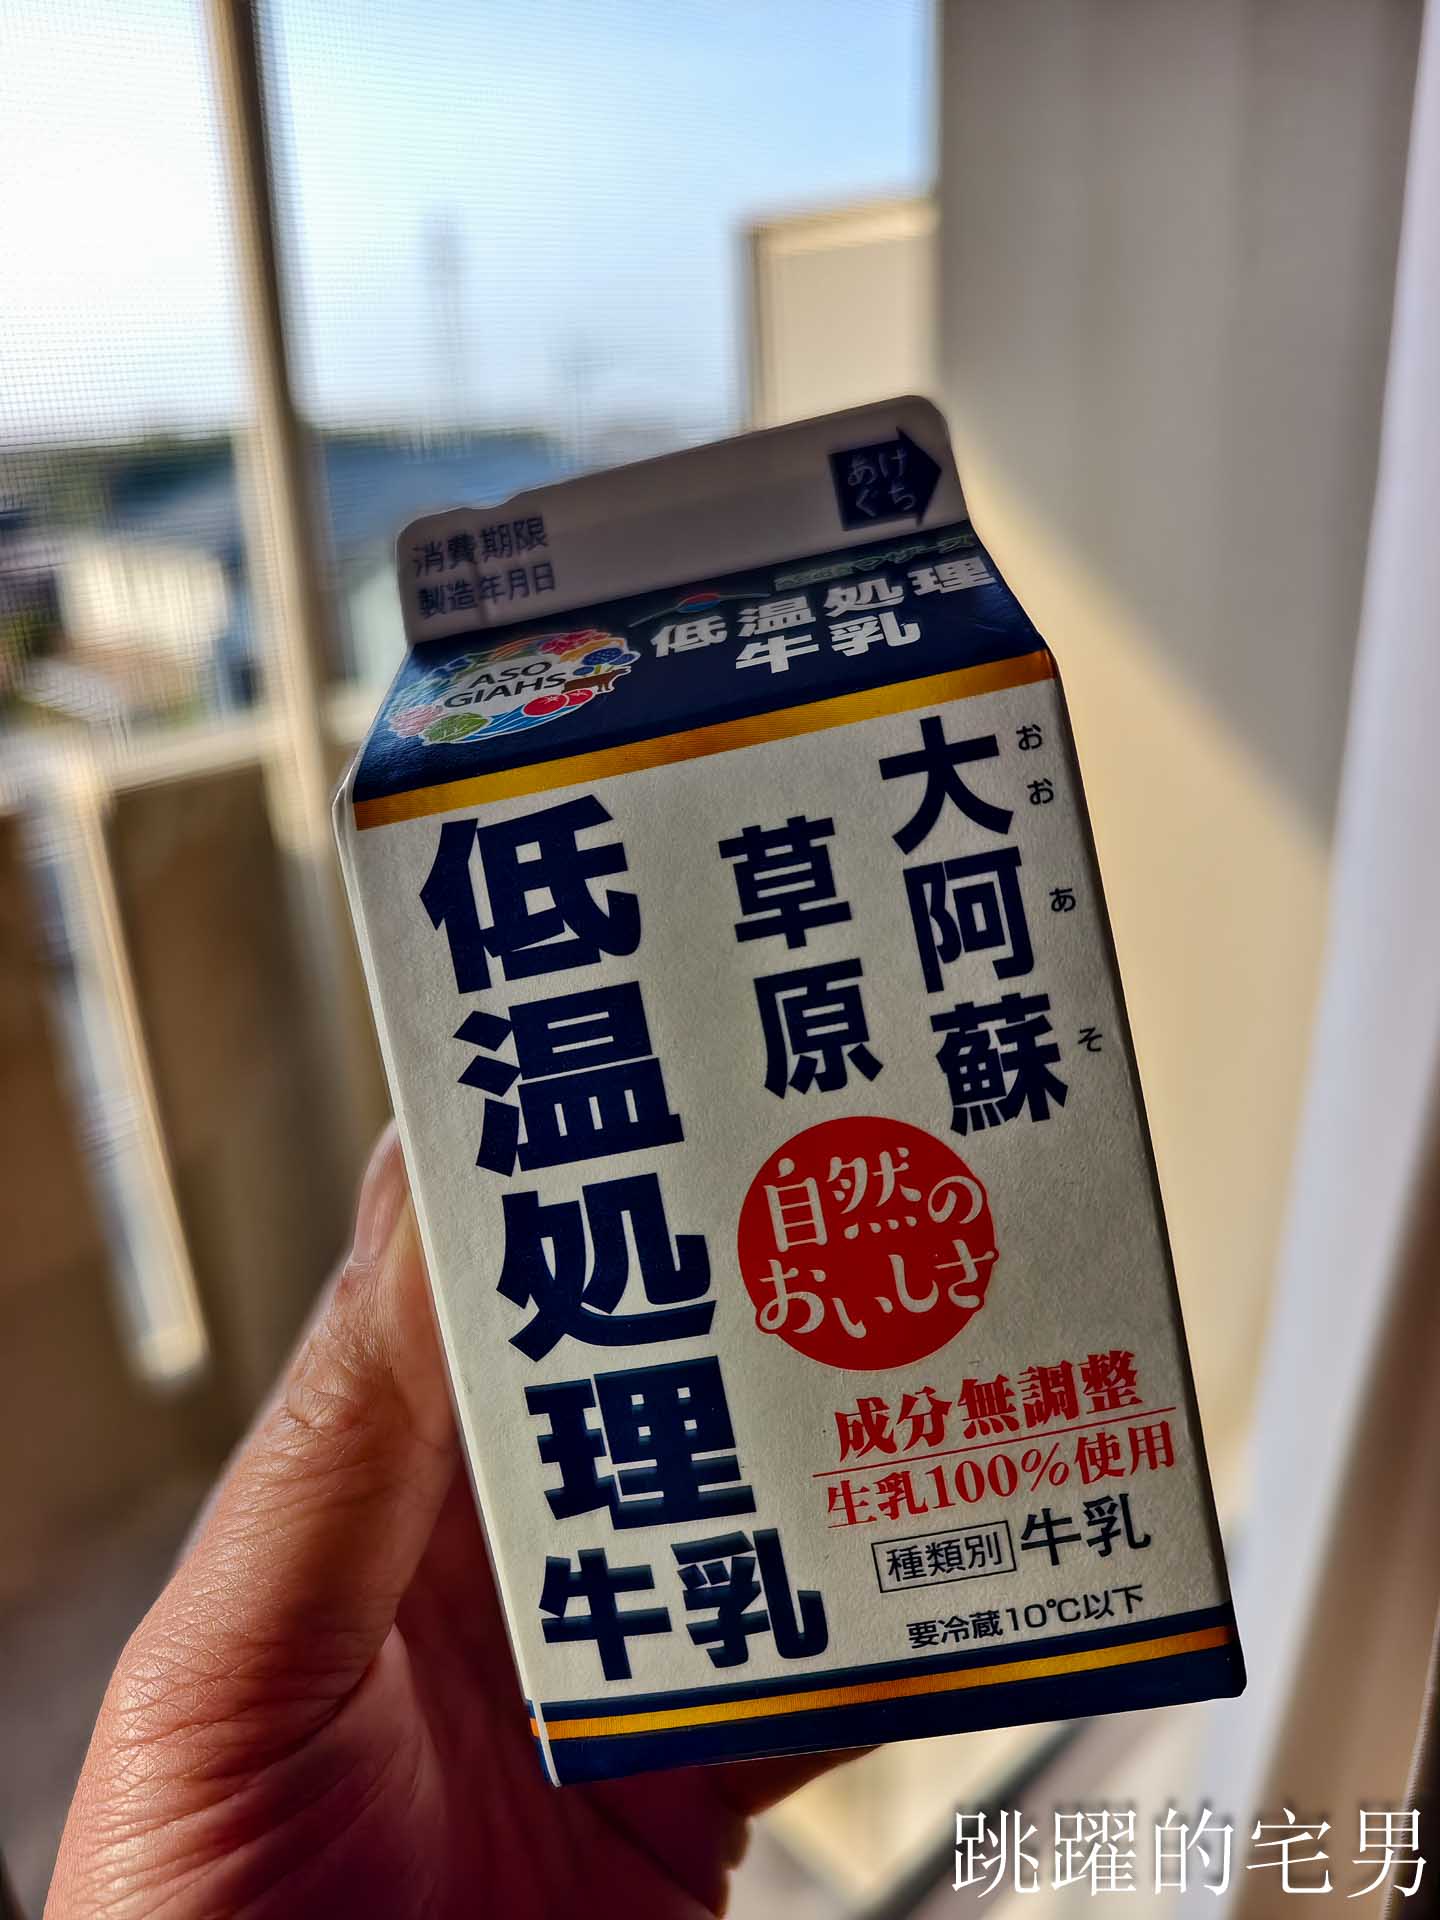 あけ
ぐち
消費期限
製造年月日
低温処理
牛乳
ASO
GIAHS
おおあそ
大阿蘇
草原
低温処理牛乳
自然の
おいしさ
成分無調整
生乳100%使用
種類別 牛乳
要冷蔵10℃以下
跳躍的宅男